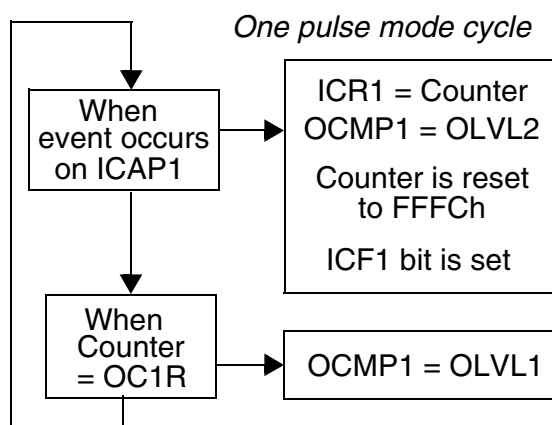 One pulse mode cycle
When
event occurs
on ICAP1
ICR1 = Counter
OCMP1 = OLVL2
Counter is reset
to FFFCh
ICF1 bit is set
When
Counter
= OC1R
OCMP1 = OLVL1